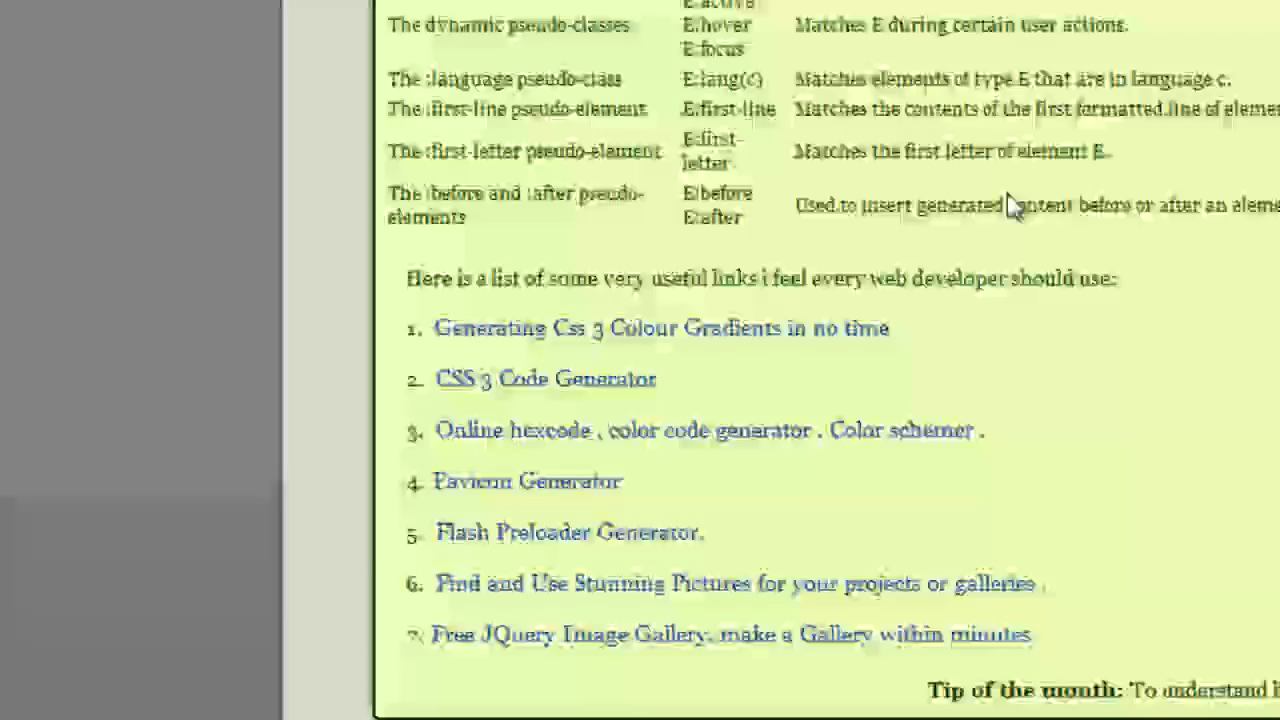 The dynamic pseudo-classes E:hover Matches E during certain user actions.
E:focus
The :language pseudo-class E:lang(c) Matches elements of type E that are in language c.
The :first-line pseudo-element E:first-line Matches the contents of the first formatted line of
E:first-
The :first-letter pseudo-element Matches the first letter of element E.
letter
The :before and :after pseudo- E:before
elements E:after Used to insert generated content before or after an
Here is a list of some very useful links i feel every web developer should use:
1. Generating Css 3 Colour Gradients in no time
2. CSS 3 Code Generator
3. Online hexcode , color code generator . Color schemer .
4. Favicon Generator
5. Flash Preloader Generator.
6. Find and Use Stunning Pictures for your projects or galleries .
7. Free JQuery Image Gallery. make a Gallery within minutes
Tip of the month: To understand